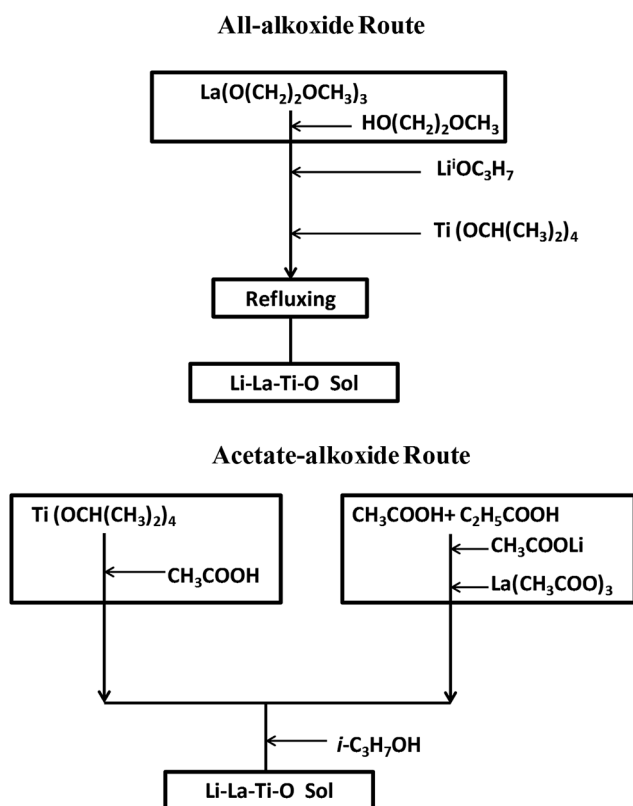 All-alkoxide Route
La(O(CH₂)₂OCH₃)₃
HO(CH₂)₂OCH₃
LiⁱOC₃H₇
Ti (OCH(CH₃)₂)₄
Refluxing
Li-La-Ti-O Sol
Acetate-alkoxide Route
Ti (OCH(CH₃)₂)₄
CH₃COOH
CH₃COOH+ C₂H₅COOH
CH₃COOLi
La(CH₃COO)₃
i-C₃H₇OH
Li-La-Ti-O Sol